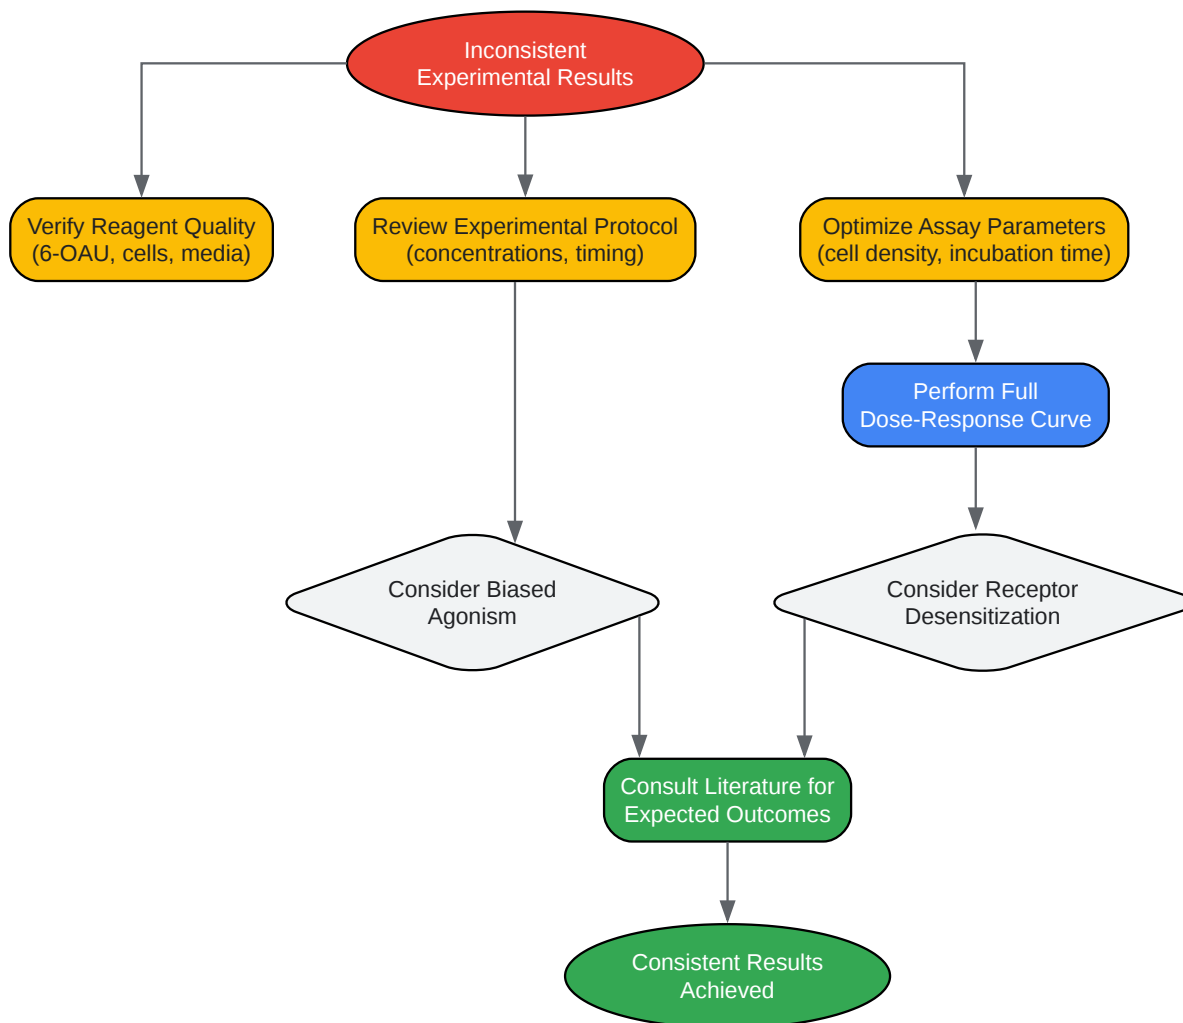 Inconsistent
Experimental Results
Verify Reagent Quality
(6-OAU, cells, media)
Review Experimental Protocol
(concentrations, timing)
Optimize Assay Parameters
(cell density, incubation time)
Perform Full
Dose-Response Curve
Consider Biased
Agonism
Consider Receptor
Desensitization
Consult Literature for
Expected Outcomes
Consistent Results
Achieved